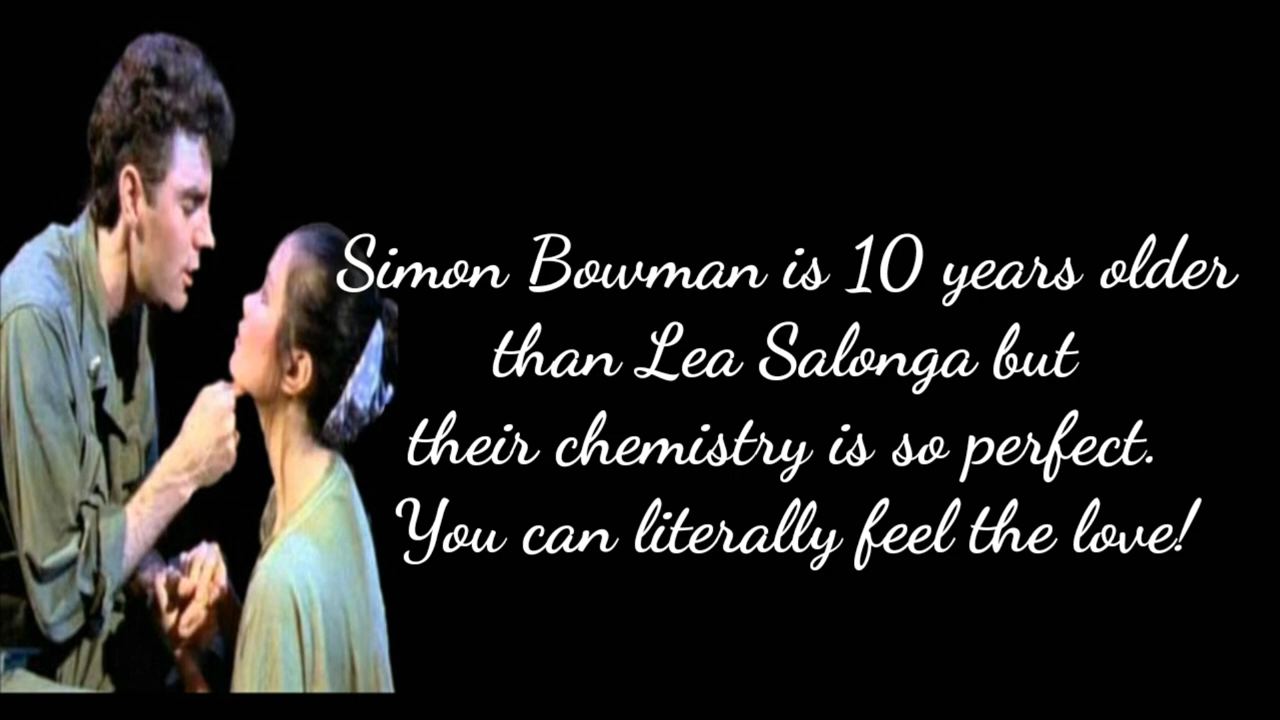 Simon Bowman is 10 years older
than Lea Salonga but
their chemistry is so perfect.
You can literally feel the love!